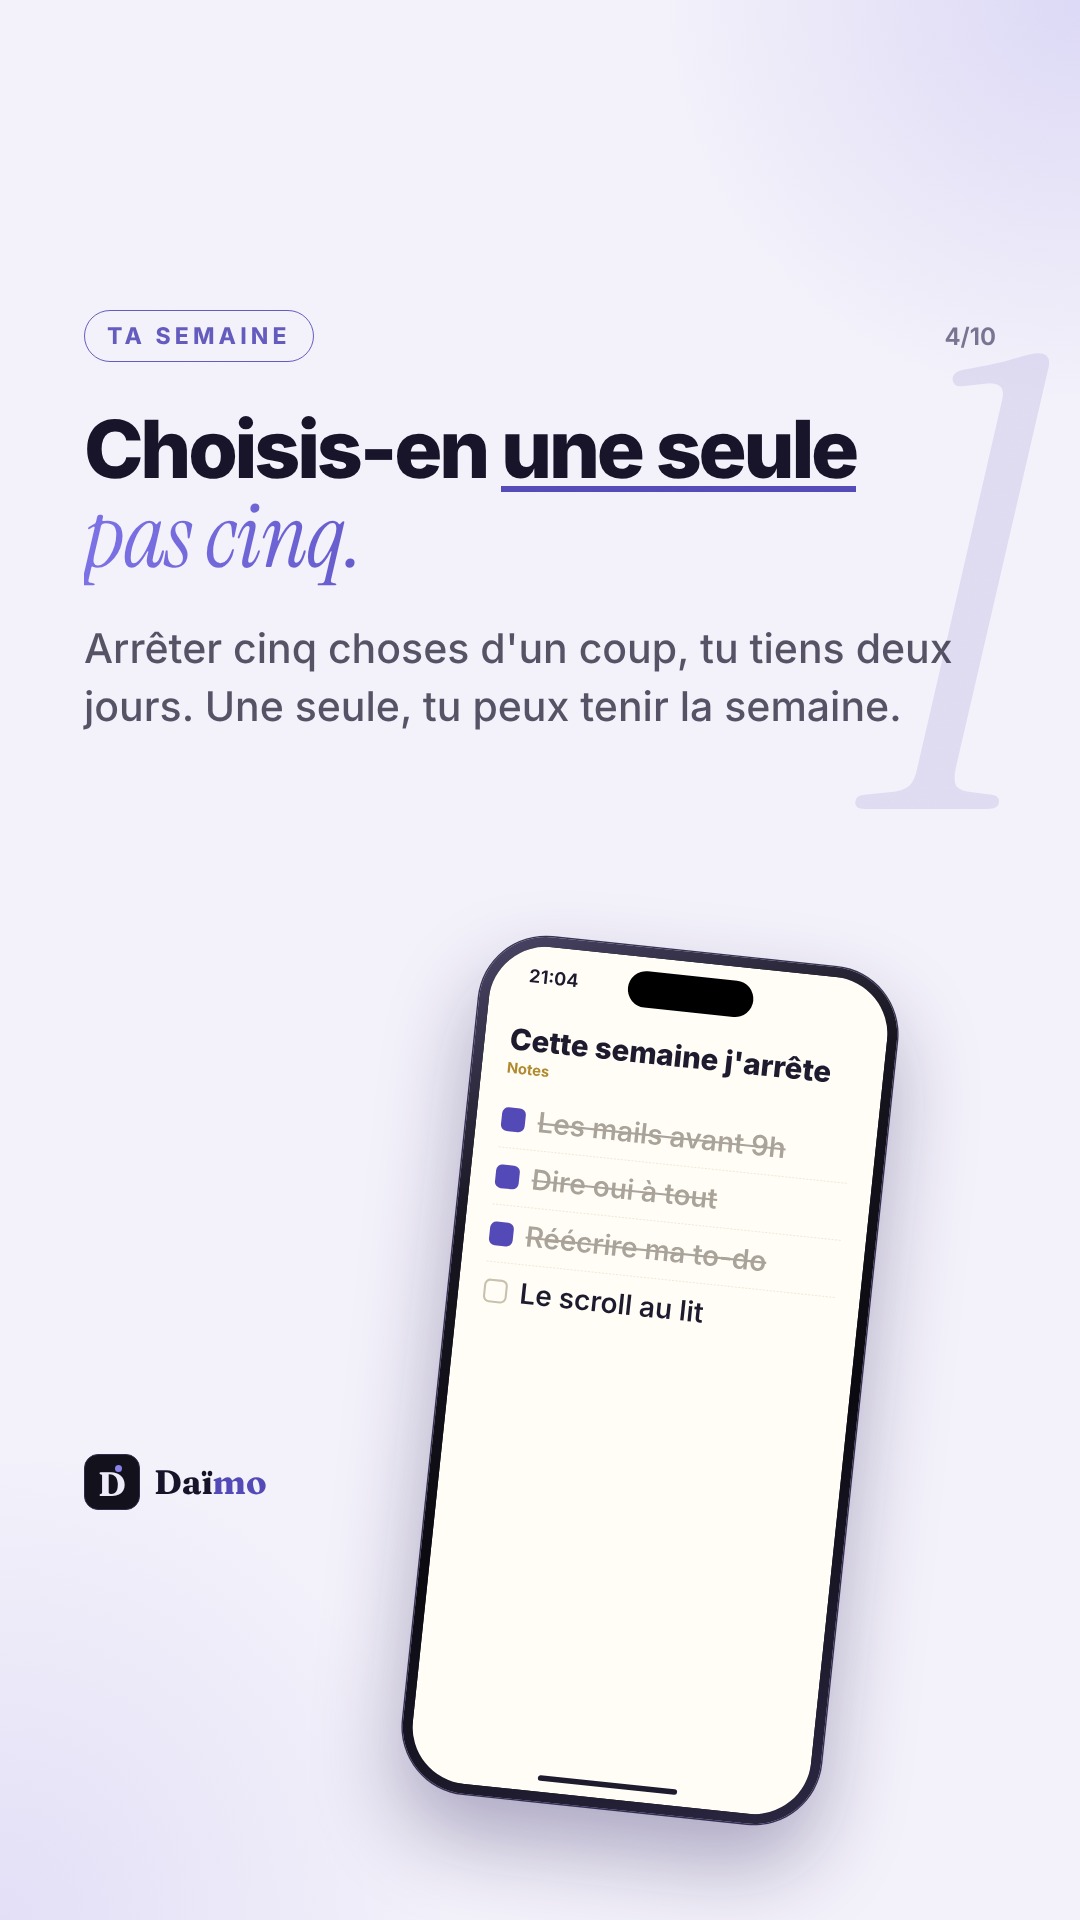 TA SEMAINE
4/10
1
Choisis-en une seule
pas cinq.
Arrêter cinq choses d'un coup, tu tiens deux
jours. Une seule, tu peux tenir la semaine.
21:04
Cette semaine j'arrête
Notes
Les mails avant 9h
Dire oui à tout
Réécrire ma to-do
Le scroll au lit
D Daïmo